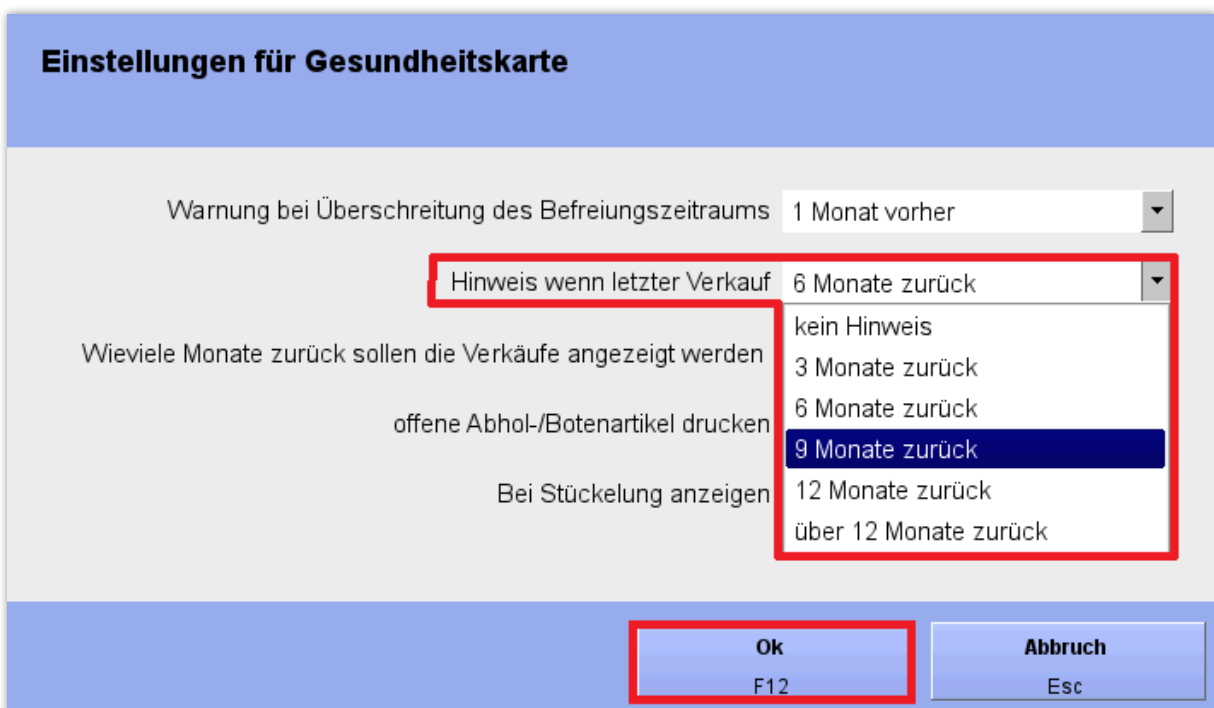 Einstellungen für Gesundheitskarte
Warnung bei Überschreitung des Befreiungszeitraums 1 Monat vorher
Hinweis wenn letzter Verkauf 6 Monate zurück
kein Hinweis
Wieviele Monate zurück sollen die Verkäufe angezeigt werden
3 Monate zurück
6 Monate zurück
offene Abhol-/Botenartikel drucken
9 Monate zurück
Bei Stückelung anzeigen
12 Monate zurück
über 12 Monate zurück
Ok
F12
Abbruch
Esc